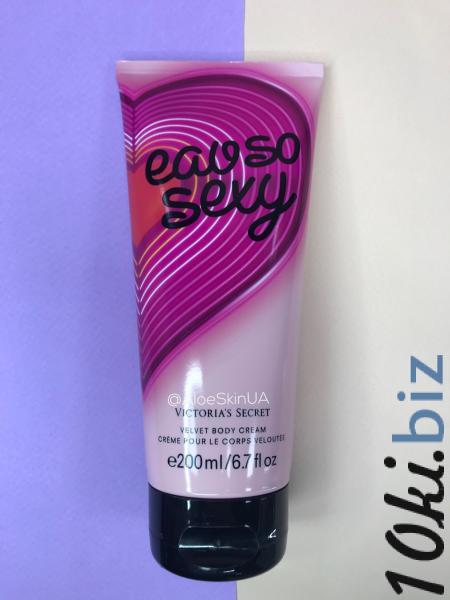 eau so
sexy
@AloeSkinUA
VICTORIA'S SECRET
VELVET BODY CREAM
CRÈME POUR LE CORPS VELOUTÉE
e200ml/6.7fl oz
10ki.biz